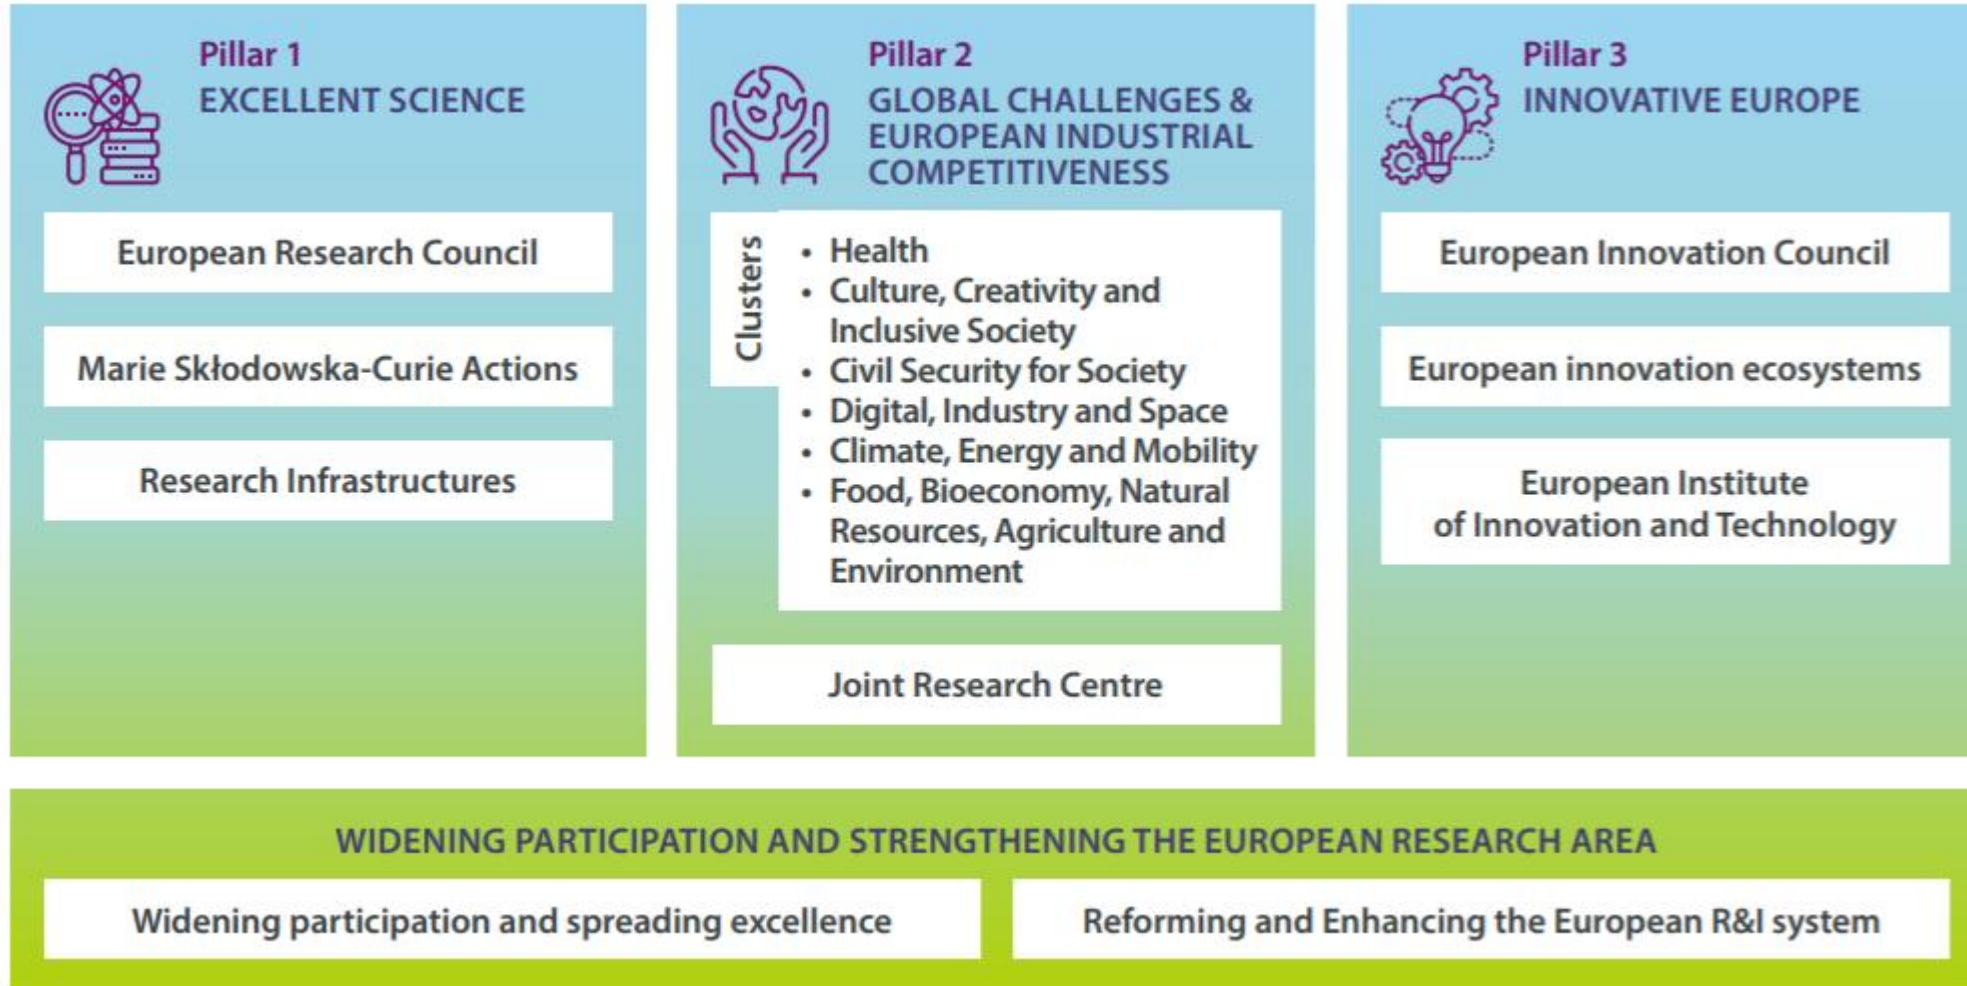 Pillar 1
EXCELLENT SCIENCE
European Research Council
Marie Skłodowska-Curie Actions
Research Infrastructures
Pillar 2
GLOBAL CHALLENGES &
EUROPEAN INDUSTRIAL
COMPETITIVENESS
Clusters
• Health
• Culture, Creativity and
Inclusive Society
• Civil Security for Society
• Digital, Industry and Space
• Climate, Energy and Mobility
• Food, Bioeconomy, Natural
Resources, Agriculture and
Environment
Joint Research Centre
Pillar 3
INNOVATIVE EUROPE
European Innovation Council
European innovation ecosystems
European Institute
of Innovation and Technology
WIDENING PARTICIPATION AND STRENGTHENING THE EUROPEAN RESEARCH AREA
Widening participation and spreading excellence
Reforming and Enhancing the European R&I system